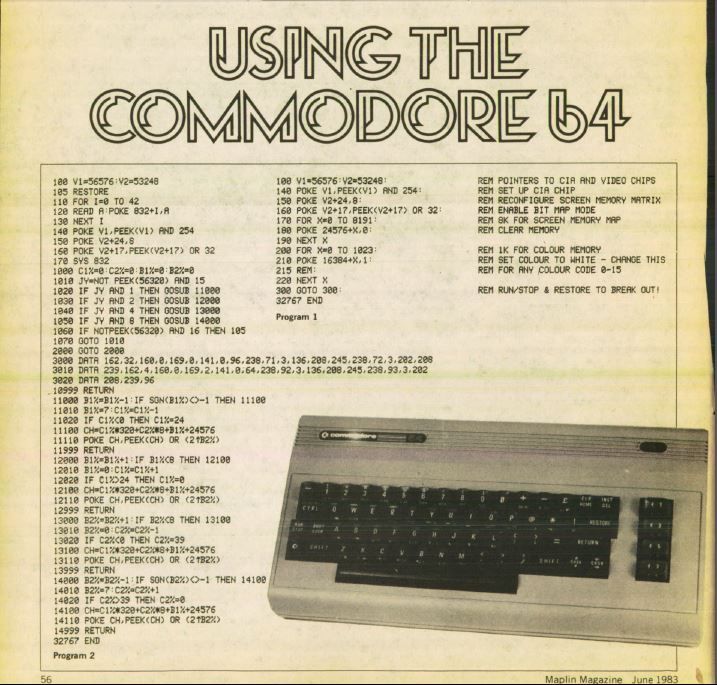 USING THE
COMMODORE 64
100 V1=56576:V2=53248
105 RESTORE
110 FOR I=0 TO 42
120 READ A:POKE 832+I,A
130 NEXT I
140 POKE V1,PEEK(V1) AND 254
150 POKE V2+24,8
160 POKE V2+17,PEEK(V2+17) OR 32
170 SYS 832
1000 C1%=0:C2%=0:B1%=0:B2%=0
1010 JY=NOT PEEK(56320) AND 15
1020 IF JY AND 1 THEN GOSUB 11000
1030 IF JY AND 2 THEN GOSUB 12000
1040 IF JY AND 4 THEN GOSUB 13000
1050 IF JY AND 8 THEN GOSUB 14000
1060 IF NOTPEEK(56320) AND 16 THEN 105
1070 GOTO 1010
2000 GOTO 2000
3000 DATA 162,32,160,0,169,0,141,0,96,238,71,3,136,208,245,238,72,3,202,208
3010 DATA 239,162,4,160,0,169,2,141,0,64,238,92,3,136,208,245,238,93,3,202
3020 DATA 208,239,96
10999 RETURN
11000 B1%=B1%-1:IF SGN(B1%)<>-1 THEN 11100
11010 B1%=7:C1%=C1%-1
11020 IF C1%<0 THEN C1%=24
11100 CH=C1%*320+C2%*8+B1%+24576
11110 POKE CH,PEEK(CH) OR (2↑B2%)
11999 RETURN
12000 B1%=B1%+1:IF B1%<8 THEN 12100
12010 B1%=0:C1%=C1%+1
12020 IF C1%>24 THEN C1%=0
12100 CH=C1%*320+C2%*8+B1%+24576
12110 POKE CH,PEEK(CH) OR (2↑B2%)
12999 RETURN
13000 B2%=B2%+1:IF B2%<8 THEN 13100
13010 B2%=0:C2%=C2%-1
13020 IF C2%<0 THEN C2%=39
13100 CH=C1%*320+C2%*8+B1%+24576
13110 POKE CH,PEEK(CH) OR (2↑B2%)
13999 RETURN
14000 B2%=B2%-1:IF SGN(B2%)<>-1 THEN 14100
14010 B2%=7:C2%=C2%+1
14020 IF C2%>39 THEN C2%=0
14100 CH=C1%*320+C2%*8+B1%+24576
14110 POKE CH,PEEK(CH) OR (2↑B2%)
14999 RETURN
32767 END
Program 2
100 V1=56576:V2=53248: REM POINTERS TO CIA AND VIDEO CHIPS
140 POKE V1,PEEK(V1) AND 254: REM SET UP CIA CHIP
150 POKE V2+24,8: REM RECONFIGURE SCREEN MEMORY MATRIX
160 POKE V2+17,PEEK(V2+17) OR 32: REM ENABLE BIT MAP MODE
170 FOR X=0 TO 8191: REM 8K FOR SCREEN MEMORY MAP
180 POKE 24576+X,0: REM CLEAR MEMORY
190 NEXT X
200 FOR X=0 TO 1023: REM 1K FOR COLOUR MEMORY
210 POKE 16384+X,1: REM SET COLOUR TO WHITE - CHANGE THIS
215 REM: REM FOR ANY COLOUR CODE 0-15
220 NEXT X
300 GOTO 300: REM RUN/STOP & RESTORE TO BREAK OUT!
32767 END
Program 1
commodore
1 2 3 4 5 6 7 8 9 0 + - £ CLR HOME INST DEL
CTRL Q W E R T Y U I O P @ * RESTORE
A S D F G H J K L RETURN
SHIFT Z X C V B N M SHIFT
56
Maplin Magazine June 1983